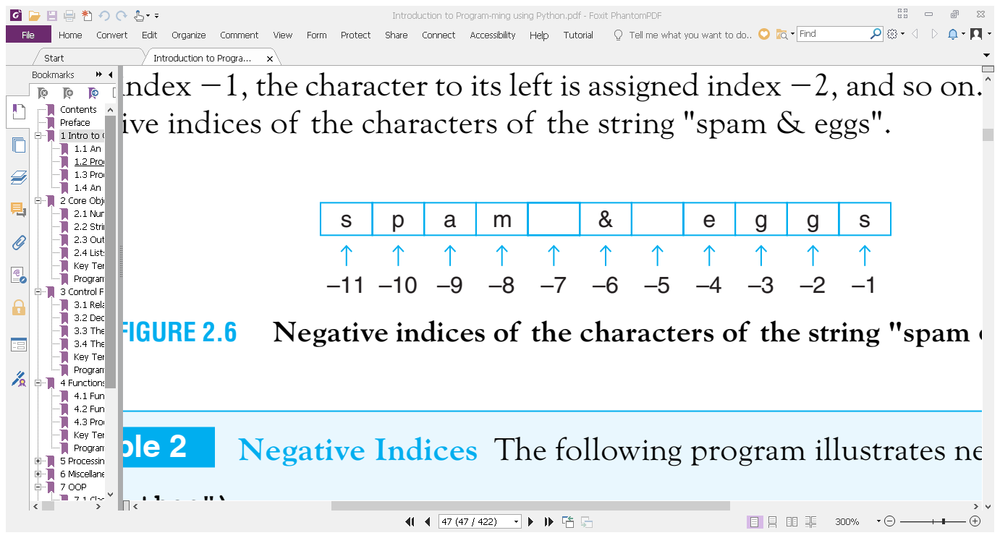 Introduction to Program-ming using Python.pdf - Foxit PhantomPDF
File Home Convert Edit Organize Comment View Form Protect Share Connect Accessibility Help Tutorial Tell me what you want to do.. Find
Start Introduction to Progra...
Bookmarks
Contents
Preface
1 Intro to
1.1 An
1.2 Pro
1.3 Pro
1.4 An
2 Core Obj
2.1 Nur
2.2 Stri
2.3 Out
2.4 List
Key Ter
Program
3 Control F
3.1 Rela
3.2 Dec
3.3 The
3.4 The
Key Ter
Program
4 Functions
4.1 Fun
4.2 Fun
4.3 Pro
Key Ter
Program
5 Processin
6 Miscellane
7 OOP
index −1, the character to its left is assigned index −2, and so on.
ive indices of the characters of the string "spam & eggs".
s p a m & e g g s
–11 –10 –9 –8 –7 –6 –5 –4 –3 –2 –1
FIGURE 2.6 Negative indices of the characters of the string "spam
ple 2 Negative Indices The following program illustrates ne
47 (47 / 422) 300%